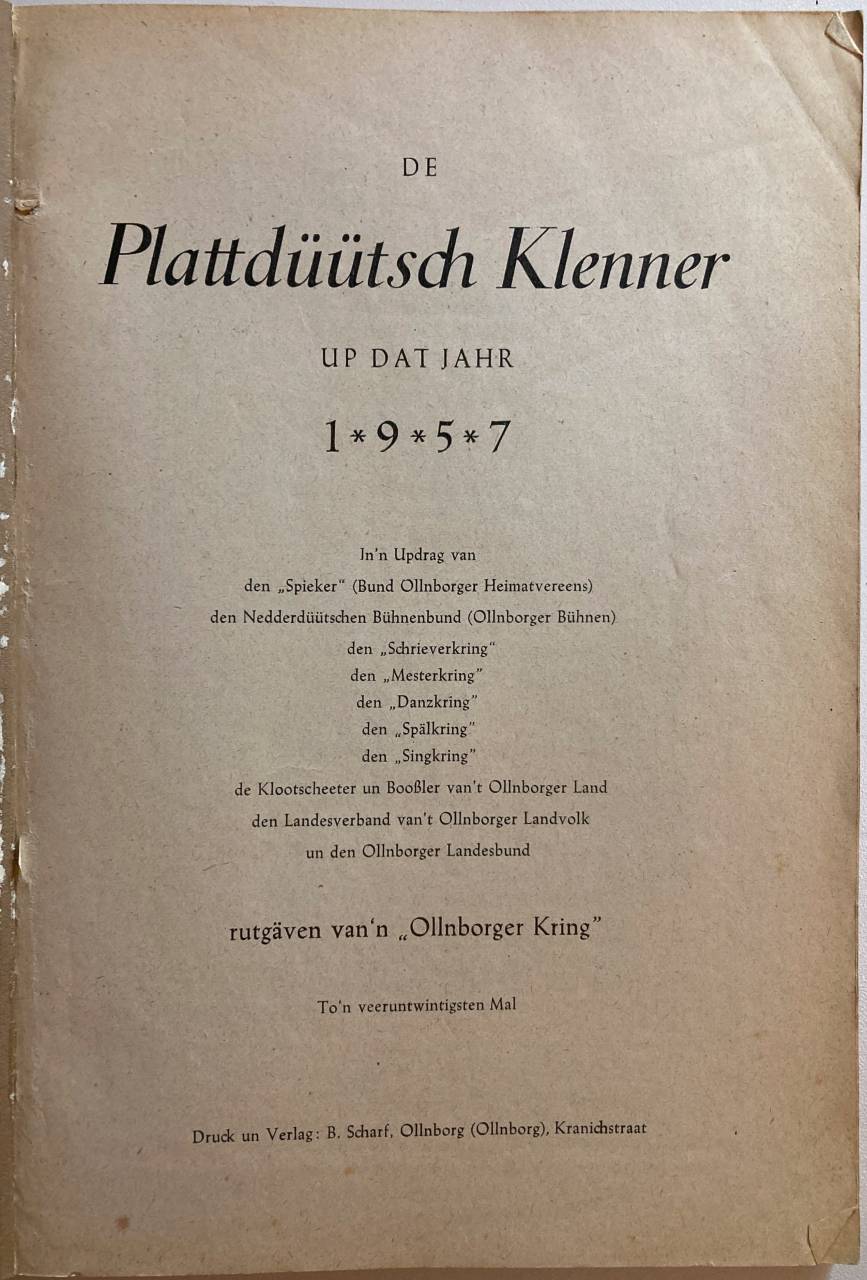 DE
Plattdüütsch Klenner
UP DAT JAHR
1*9*5*7
In'n Updrag van
den „Spieker“ (Bund Ollnborger Heimatvereens)
den Nedderdüütschen Bühnenbund (Ollnborger Bühnen)
den „Schrieverkring“
den „Mesterkring”
den „Danzkring”
den „Spälkring”
den „Singkring”
de Klootscheeter un Booßler van't Ollnborger Land
den Landesverband van't Ollnborger Landvolk
un den Ollnborger Landesbund
rutgäven van‘n „Ollnborger Kring”
To‘n veeruntwintigsten Mal
Druck un Verlag: B. Scharf, Ollnborg (Ollnborg), Kranichstraat